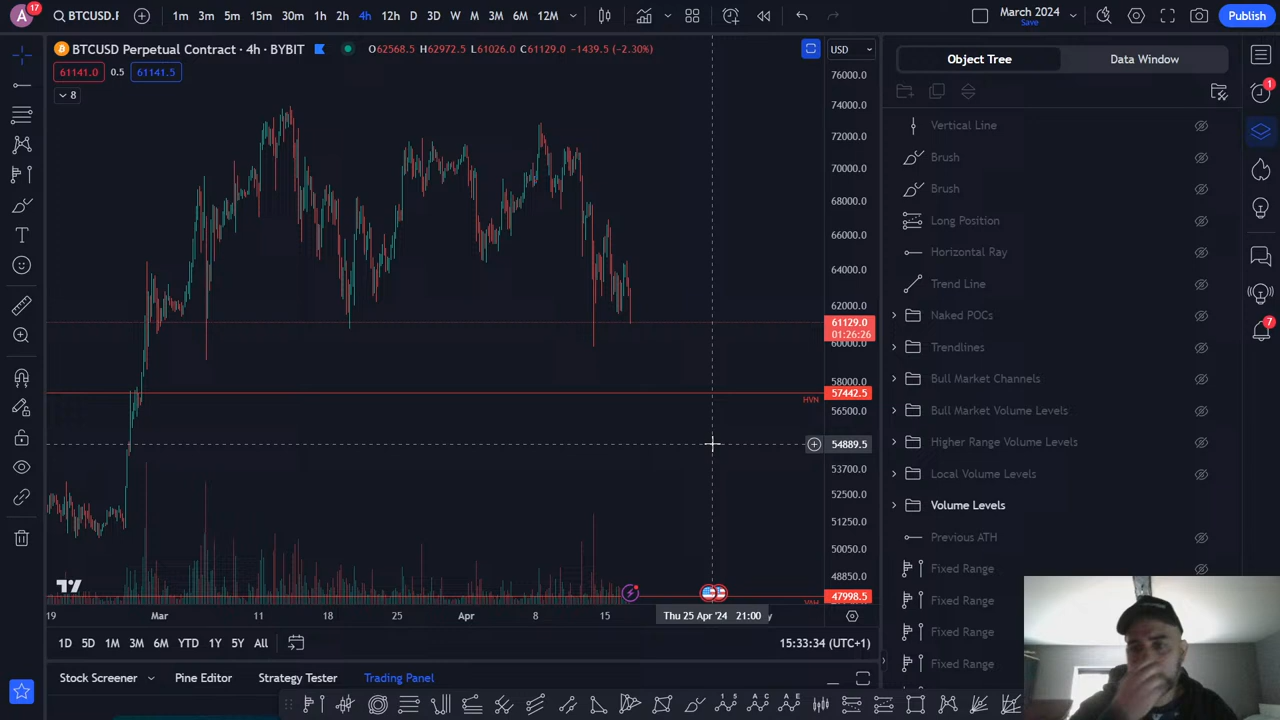 A 17 BTCUSD.P 1m 3m 5m 15m 30m 1h 2h 4h 12h D 3D W M 3M 6M 12M March 2024 Save Publish
BTCUSD Perpetual Contract · 4h · BYBIT O62568.5 H62972.5 L61026.0 C61129.0 −1439.5 (−2.30%) USD
61141.0 0.5 61141.5
8
76000.0
74000.0
72000.0
70000.0
68000.0
66000.0
64000.0
62000.0
61129.0
01:26:26
60000.0
58000.0
57442.5
HVN
56500.0
54889.5
53700.0
52500.0
51250.0
50050.0
48850.0
47998.5
VAH
19 Mar 11 18 25 Apr 8 15 Thu 25 Apr '24 21:00
1D 5D 1M 3M 6M YTD 1Y 5Y All 15:33:34 (UTC+1)
Stock Screener Pine Editor Strategy Tester Trading Panel
Object Tree Data Window
Vertical Line
Brush
Brush
Long Position
Horizontal Ray
Trend Line
Naked POCs
Trendlines
Bull Market Channels
Bull Market Volume Levels
Higher Range Volume Levels
Local Volume Levels
Volume Levels
Previous ATH
Fixed Range
Fixed Range
Fixed Range
Fixed Range
1
7